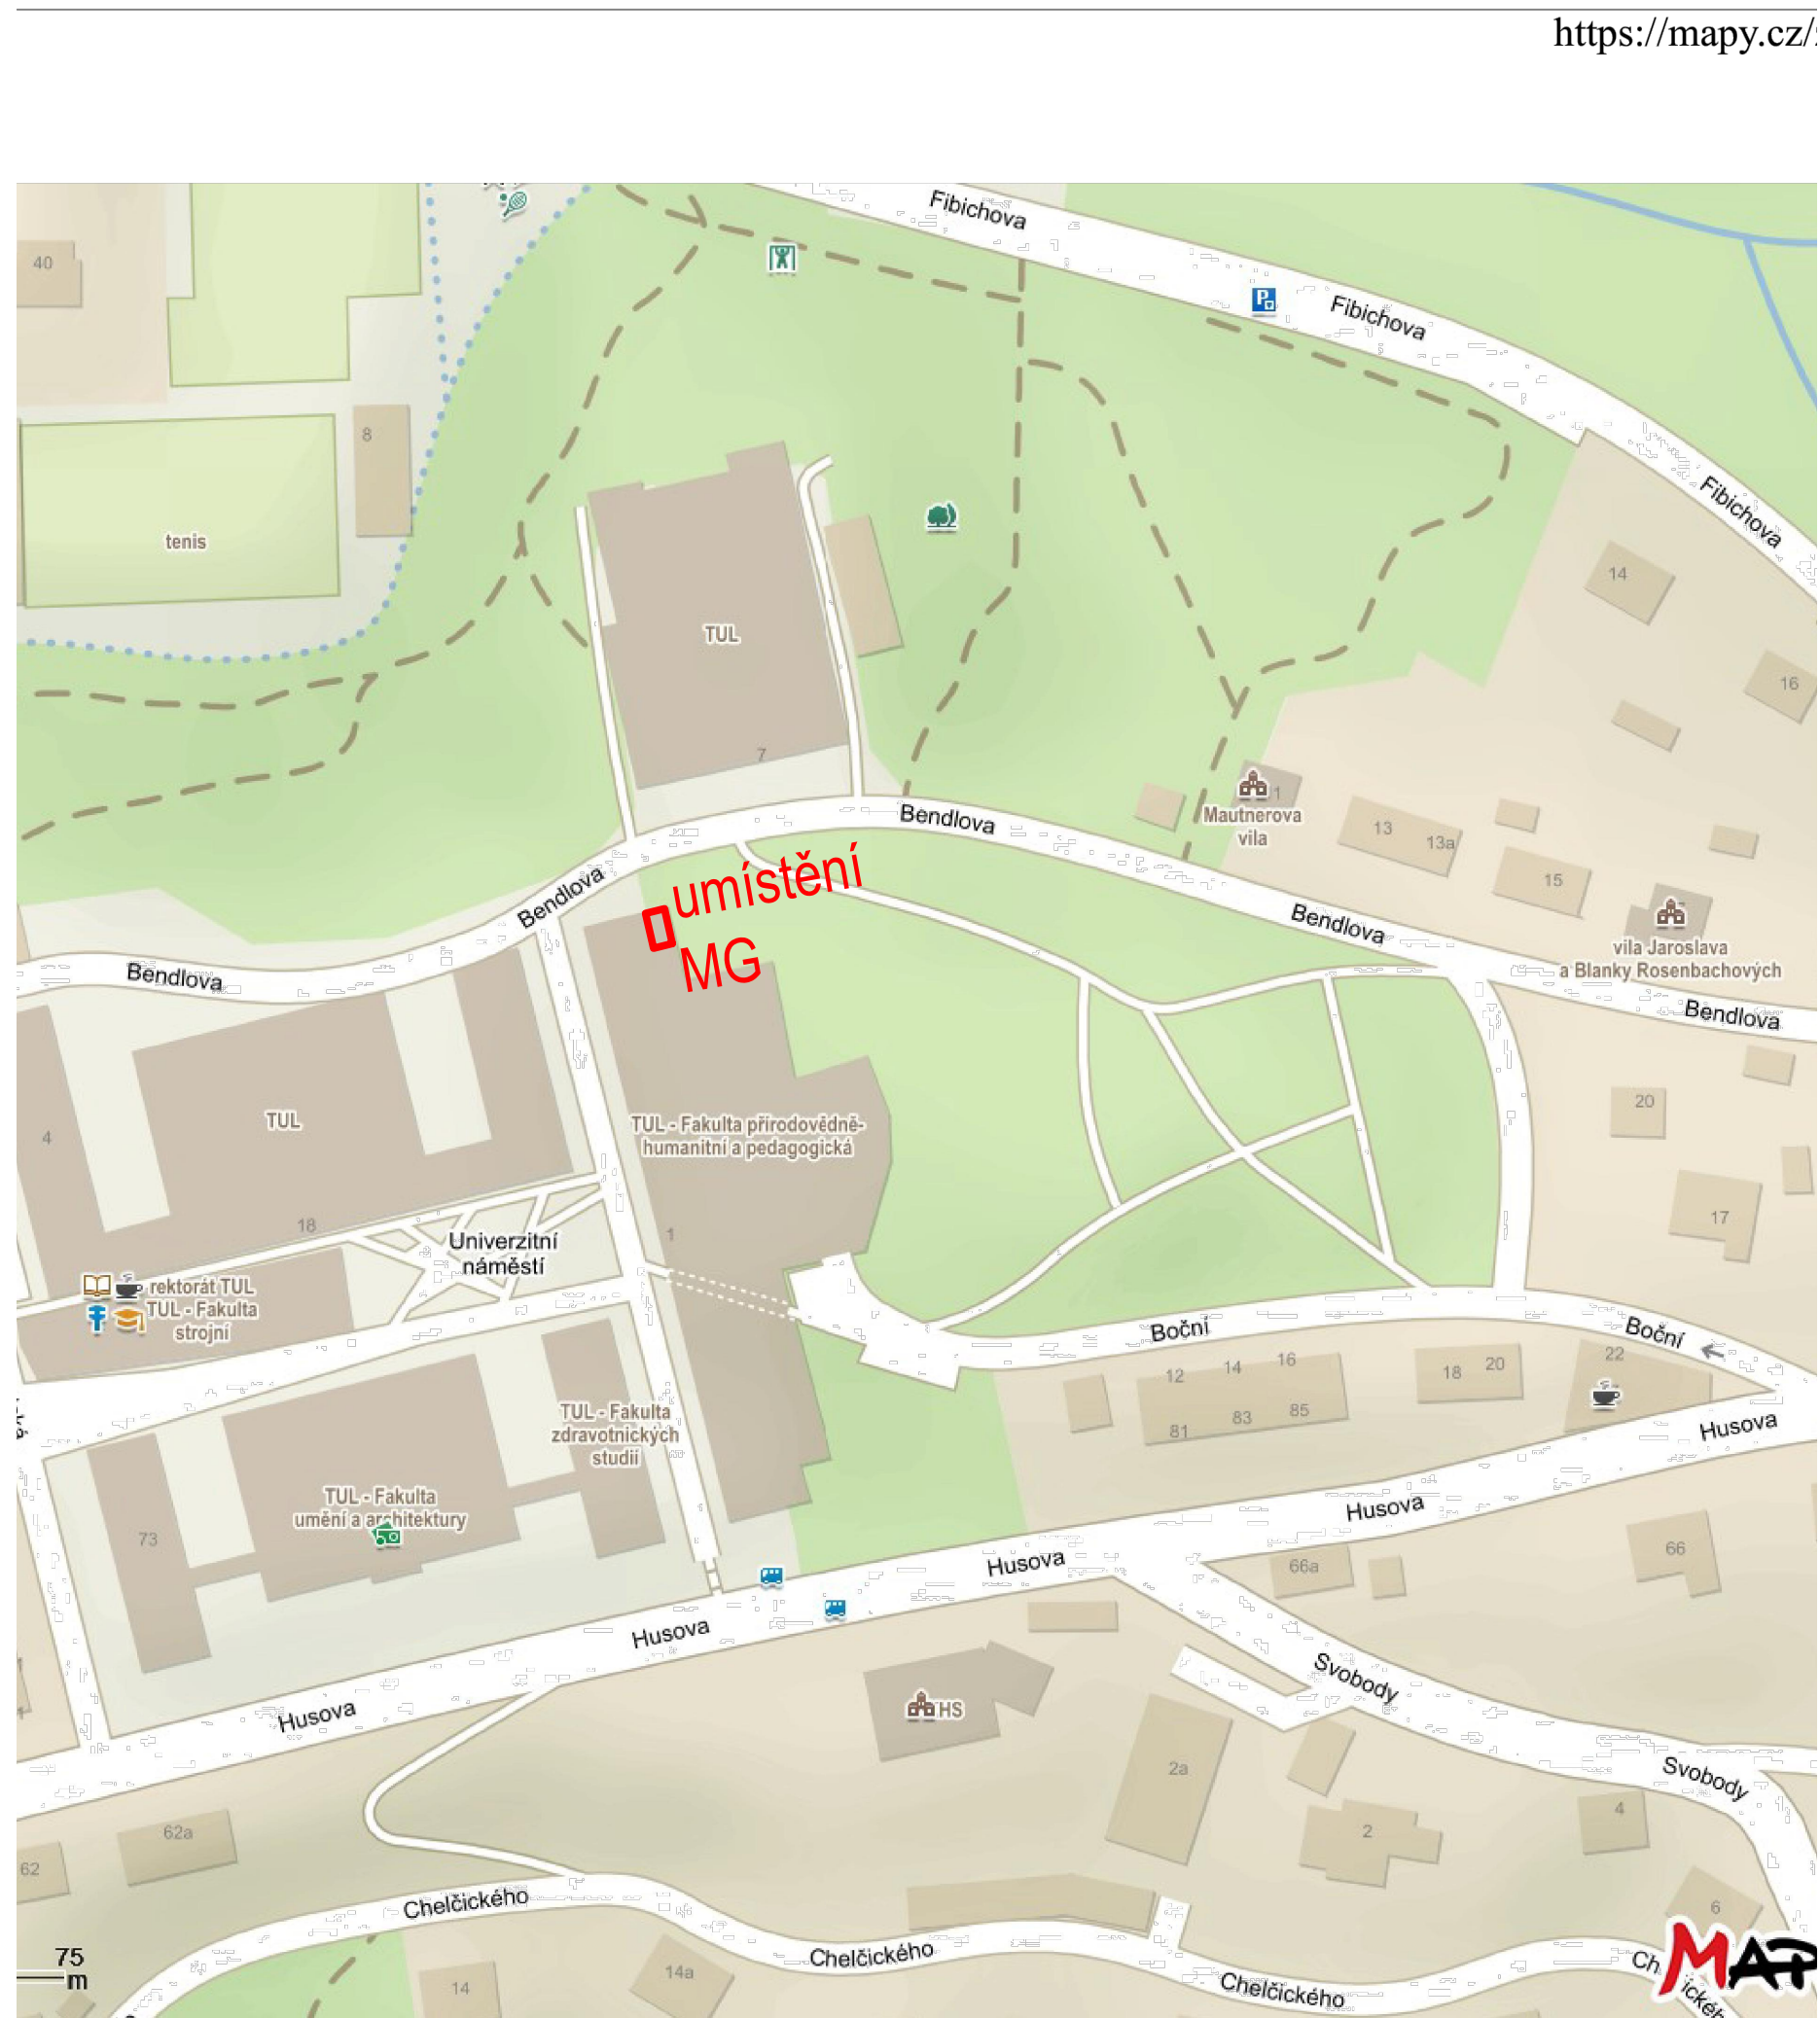 https://mapy.cz/
Fibichova
40
Fibichova
8
Fibichova
tenis
14
TUL
16
7
Bendlova
1
Mautnerova
vila
13
13a
umístění
Bendlova
15
Bendlova
MG
vila Jaroslava
a Blanky Rosenbachových
Bendlova
Bendlova
20
TUL
TUL - Fakulta přírodovědně-
humanitní a pedagogická
4
17
18
1
Univerzitní
náměstí
rektorát TUL
TUL - Fakulta
strojní
Boční
Boční
12
14
16
18
20
22
81
83
85
TUL - Fakulta
zdravotnických
studií
Husova
TUL - Fakulta
umění a architektury
73
Husova
Husova
66a
66
Husova
Svobody
Husova
HS
2a
Svobody
62a
2
4
62
Chelčického
6
75
m
Chelčického
14
14a
Chelčického
Ch
ického
MAP